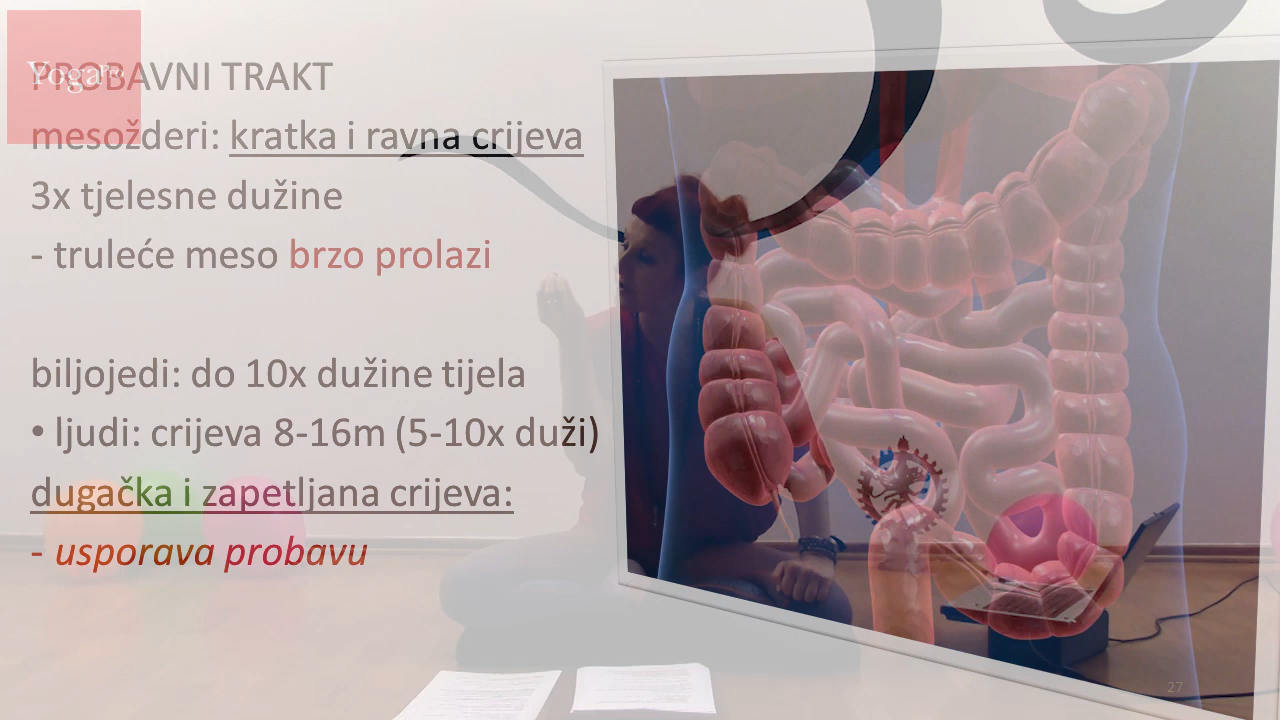 YogaPro
PROBAVNI TRAKT
mesožderi: kratka i ravna crijeva
3x tjelesne dužine
- truleće meso brzo prolazi
biljojedi: do 10x dužine tijela
• ljudi: crijeva 8-16m (5-10x duži)
dugačka i zapetljana crijeva:
- usporava probavu
27